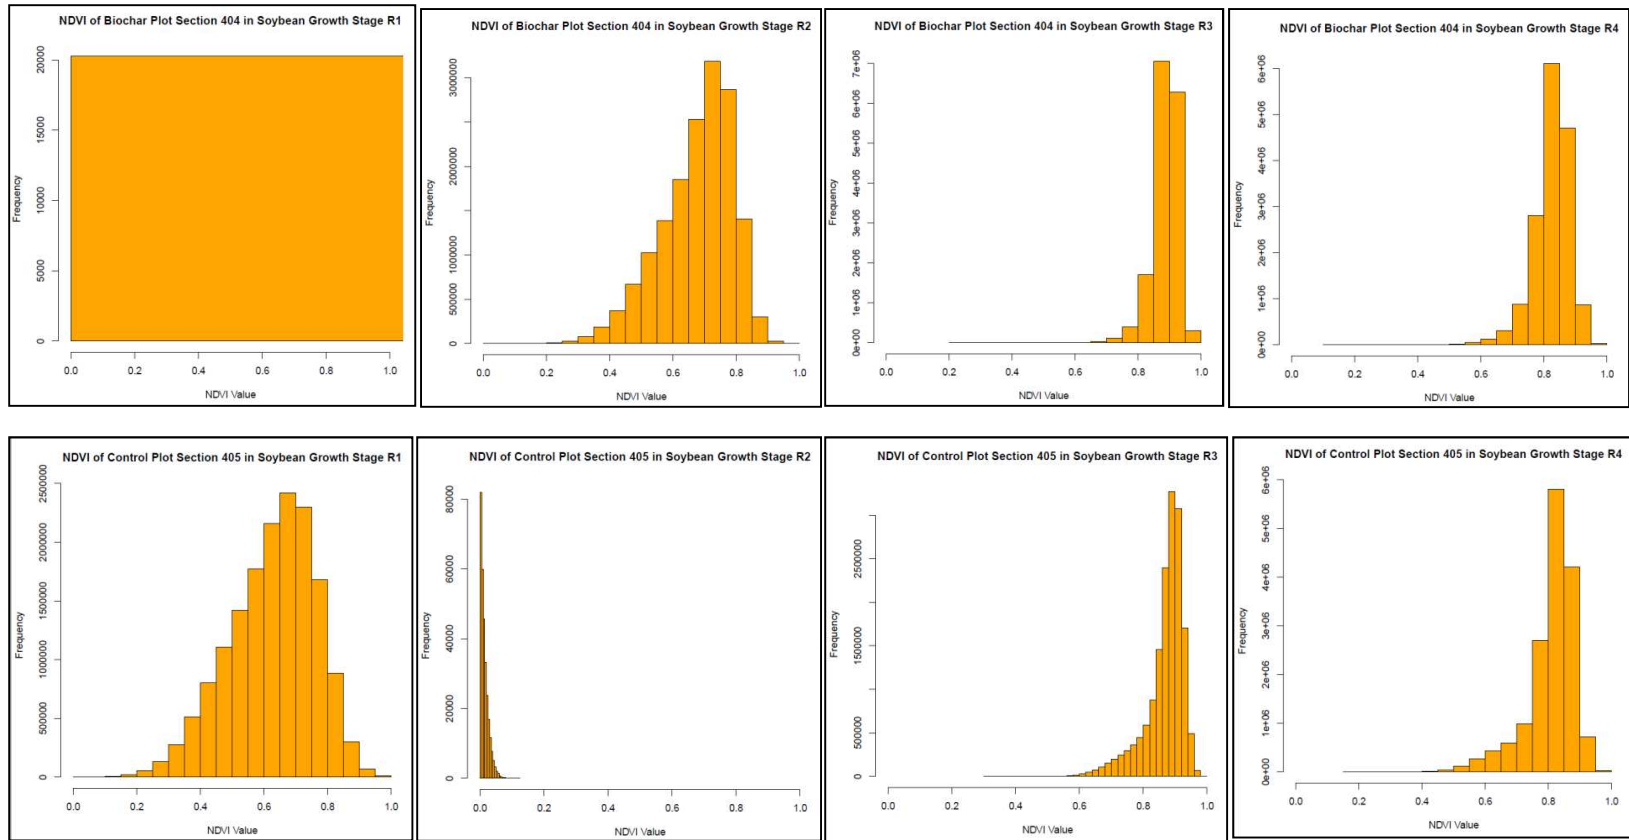 NDVI of Biochar Plot Section 404 in Soybean Growth Stage R1
Frequency
20000
15000
10000
5000
0
0.0 0.2 0.4 0.6 0.8 1.0
NDVI Value
NDVI of Biochar Plot Section 404 in Soybean Growth Stage R2
Frequency
3000000
2000000
1000000
500000
0
0.0 0.2 0.4 0.6 0.8 1.0
NDVI Value
NDVI of Biochar Plot Section 404 in Soybean Growth Stage R3
Frequency
7e+06
6e+06
5e+06
4e+06
3e+06
2e+06
1e+06
0e+00
0.0 0.2 0.4 0.6 0.8 1.0
NDVI Value
NDVI of Biochar Plot Section 404 in Soybean Growth Stage R4
Frequency
6e+06
5e+06
4e+06
3e+06
2e+06
1e+06
0e+00
0.0 0.2 0.4 0.6 0.8 1.0
NDVI Value
NDVI of Control Plot Section 405 in Soybean Growth Stage R1
Frequency
2500000
2000000
1500000
1000000
500000
0
0.0 0.2 0.4 0.6 0.8 1.0
NDVI Value
NDVI of Control Plot Section 405 in Soybean Growth Stage R2
Frequency
80000
60000
40000
20000
0
0.0 0.2 0.4 0.6 0.8 1.0
NDVI Value
NDVI of Control Plot Section 405 in Soybean Growth Stage R3
Frequency
2500000
1500000
500000
0
0.0 0.2 0.4 0.6 0.8 1.0
NDVI Value
NDVI of Control Plot Section 405 in Soybean Growth Stage R4
Frequency
6e+06
5e+06
4e+06
3e+06
2e+06
1e+06
0e+00
0.0 0.2 0.4 0.6 0.8 1.0
NDVI Value